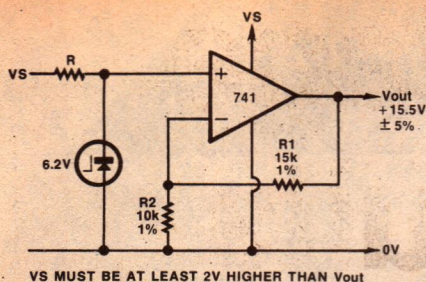 VS
R
VS
+
741
−
Vout
+15.5V
± 5%
6.2V
R1
15k
1%
R2
10k
1%
0V
VS MUST BE AT LEAST 2V HIGHER THAN Vout